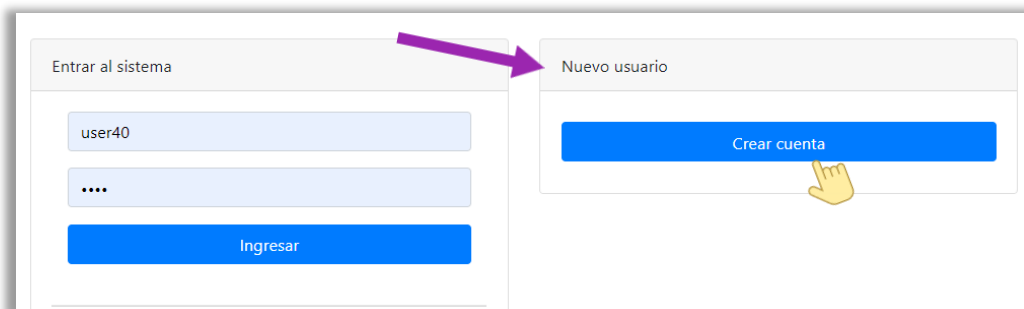 Entrar al sistema
user40
••••
Ingresar
Nuevo usuario
Crear cuenta